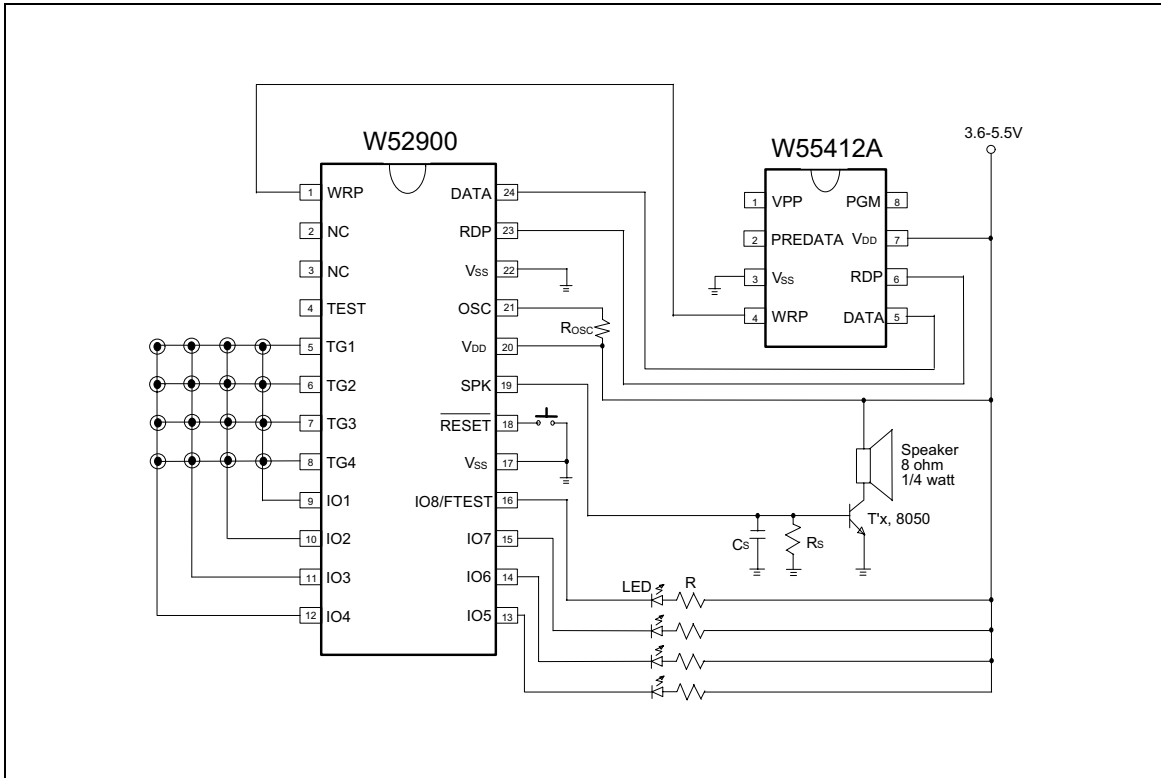 W52900
1 WRP
2 NC
3 NC
4 TEST
5 TG1
6 TG2
7 TG3
8 TG4
9 IO1
10 IO2
11 IO3
12 IO4
DATA 24
RDP 23
VSS 22
OSC 21
VDD 20
SPK 19
RESET 18
VSS 17
IO8/FTEST 16
IO7 15
IO6 14
IO5 13
ROSC
W55412A
1 VPP
2 PREDATA
3 VSS
4 WRP
PGM 8
VDD 7
RDP 6
DATA 5
3.6-5.5V
Speaker
8 ohm
1/4 watt
T'x, 8050
CS
RS
LED
R